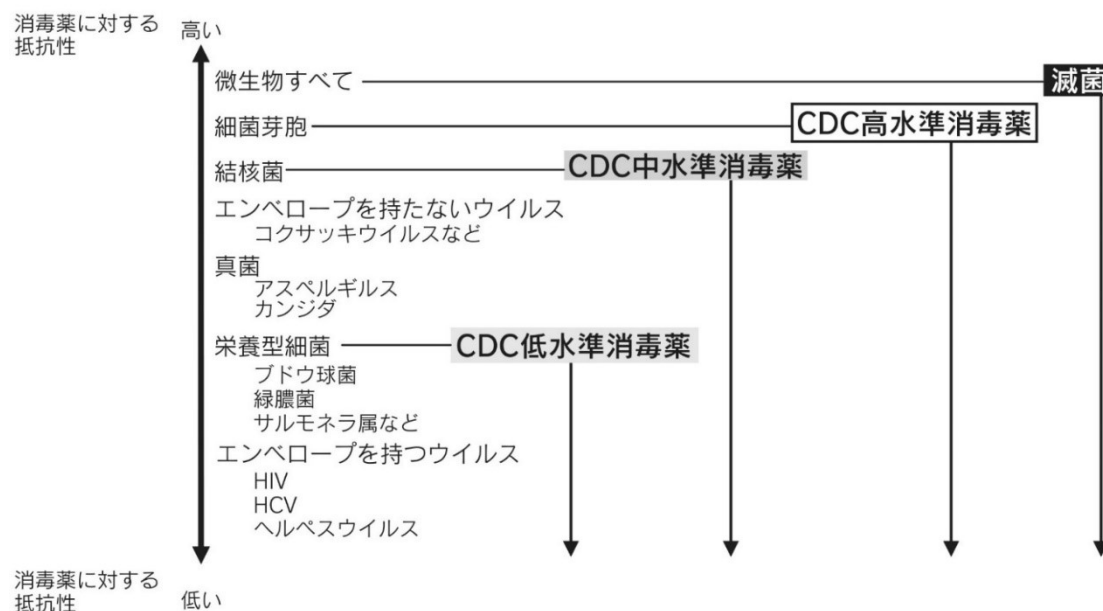 消毒薬に対する
抵抗性
高い
微生物すべて
滅菌
細菌芽胞
CDC高水準消毒薬
結核菌
CDC中水準消毒薬
エンベロープを持たないウイルス
コクサッキウイルスなど
真菌
アスペルギルス
カンジダ
栄養型細菌
CDC低水準消毒薬
ブドウ球菌
緑膿菌
サルモネラ属など
エンベロープを持つウイルス
HIV
HCV
ヘルペスウイルス
消毒薬に対する
抵抗性
低い